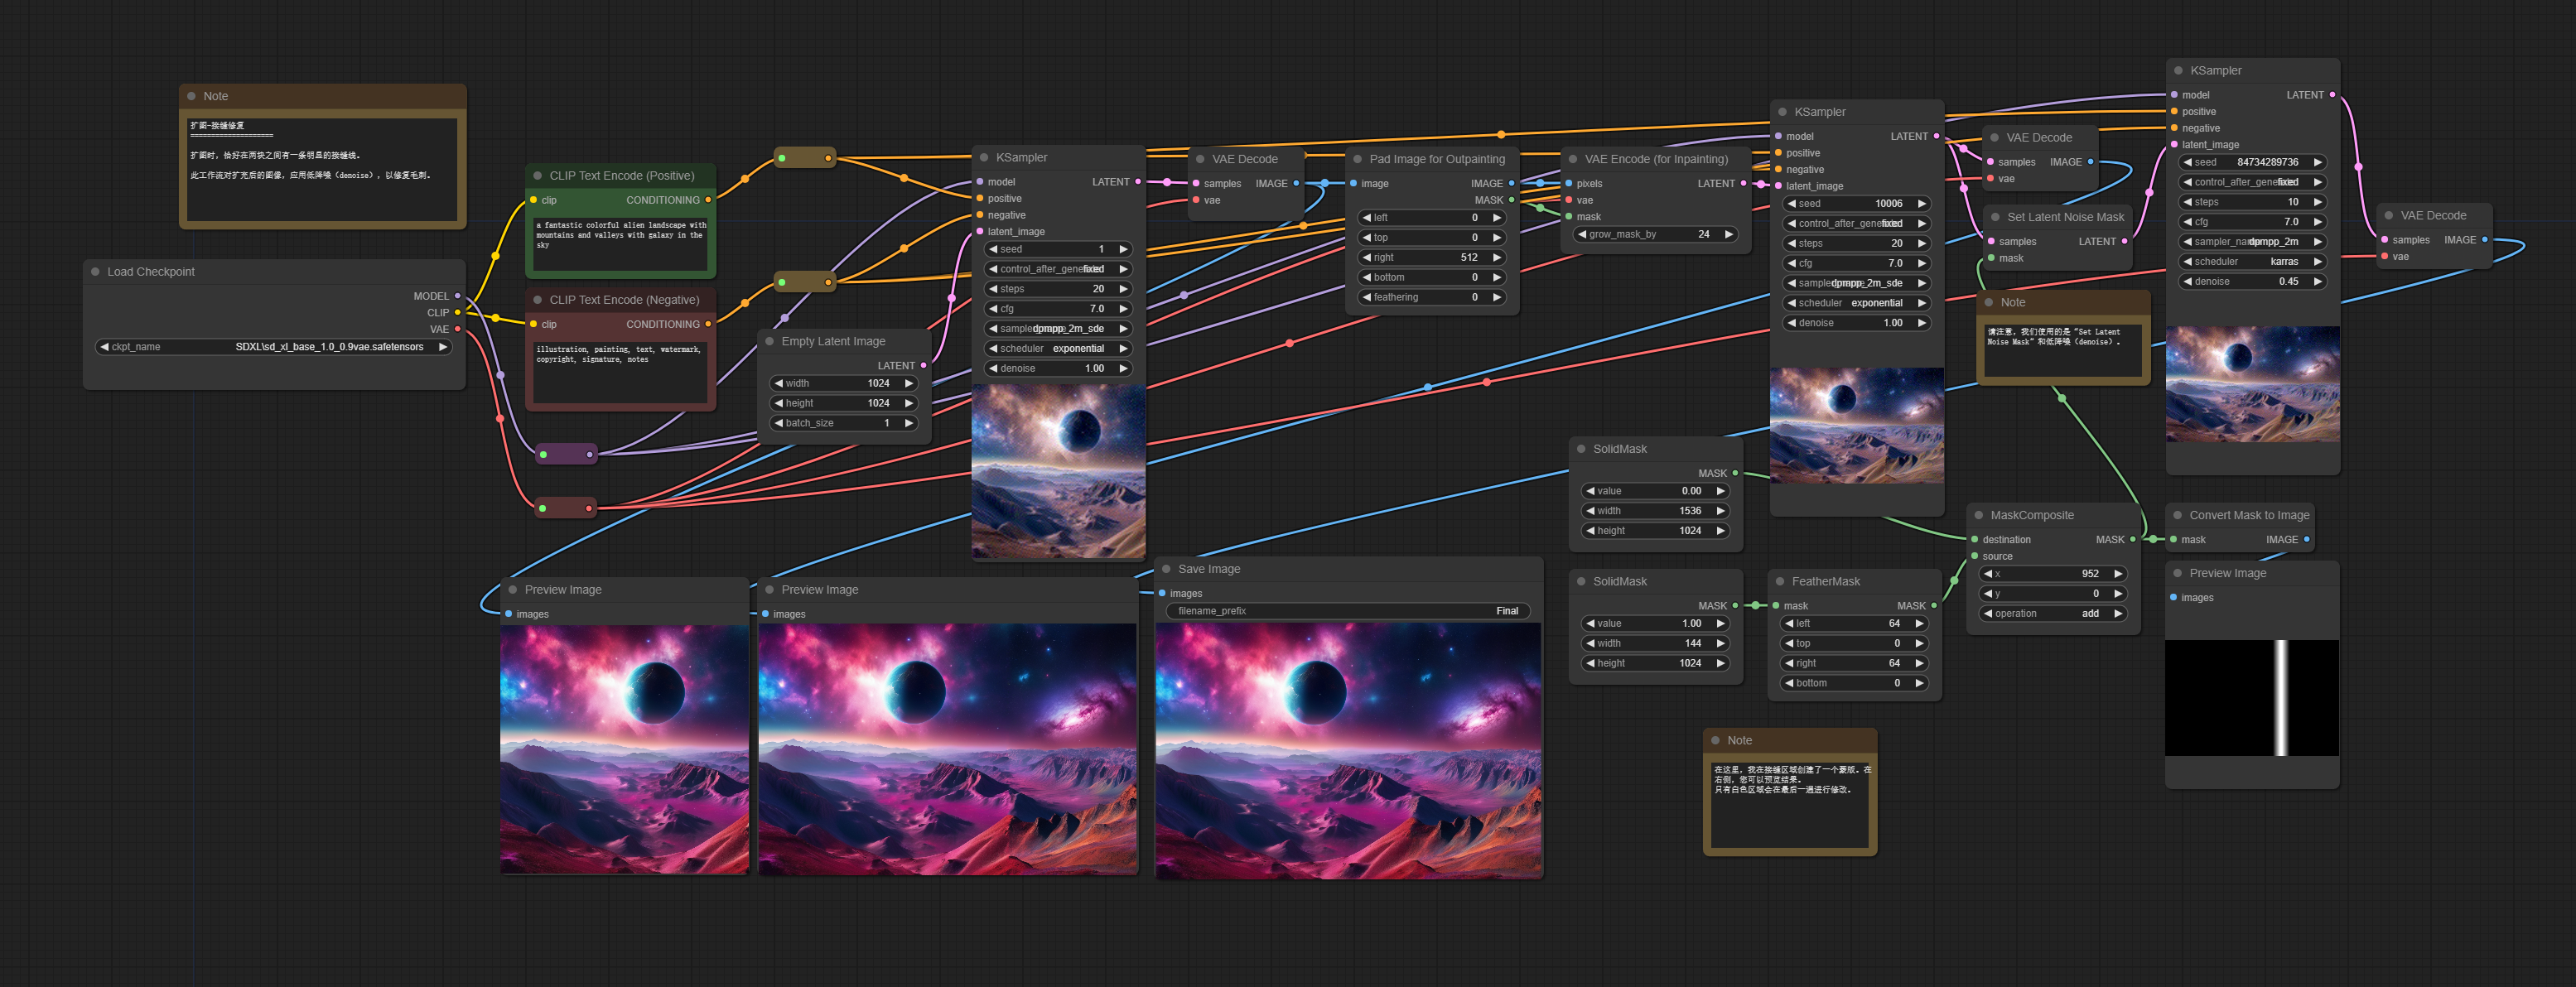 Note
扩图-接缝修复
====================
扩图时，恰好在两块之间有一条明显的接缝线。
此工作流对扩充后的图像，应用低降噪（denoise），以修复毛刺。
Load Checkpoint
MODEL
CLIP
VAE
ckpt_name SDXL\sd_xl_base_1.0_0.9vae.safetensors
CLIP Text Encode (Positive)
clip CONDITIONING
a fantastic colorful alien landscape with
mountains and valleys with galaxy in the
sky
CLIP Text Encode (Negative)
clip CONDITIONING
illustration, painting, text, watermark,
copyright, signature, notes
Empty Latent Image
LATENT
width 1024
height 1024
batch_size 1
KSampler
model LATENT
positive
negative
latent_image
seed 1
control_after_gene fixed
steps 20
cfg 7.0
sample dpmpp_2m_sde
scheduler exponential
denoise 1.00
VAE Decode
samples IMAGE
vae
Pad Image for Outpainting
image IMAGE
MASK
left 0
top 0
right 512
bottom 0
feathering 0
VAE Encode (for Inpainting)
pixels LATENT
vae
mask
grow_mask_by 24
KSampler
model LATENT
positive
negative
latent_image
seed 10006
control_after_gene fixed
steps 20
cfg 7.0
sample dpmpp_2m_sde
scheduler exponential
denoise 1.00
VAE Decode
samples IMAGE
vae
Set Latent Noise Mask
samples LATENT
mask
Note
请注意，我们使用的是 “Set Latent
Noise Mask” 和低降噪（denoise）。
KSampler
model LATENT
positive
negative
latent_image
seed 84734289736
control_after_gene fixed
steps 10
cfg 7.0
sampler_na dpmpp_2m
scheduler karras
denoise 0.45
VAE Decode
samples IMAGE
vae
SolidMask
MASK
value 0.00
width 1536
height 1024
SolidMask
MASK
value 1.00
width 144
height 1024
FeatherMask
mask MASK
left 64
top 0
right 64
bottom 0
MaskComposite
destination MASK
source
x 952
y 0
operation add
Convert Mask to Image
mask IMAGE
Preview Image
images
Preview Image
images
Preview Image
images
Save Image
images
filename_prefix Final
Note
在这里，我在接缝区域创建了一个蒙版。在
右侧，您可以预览结果。
只有白色区域会在最后一遍进行修改。